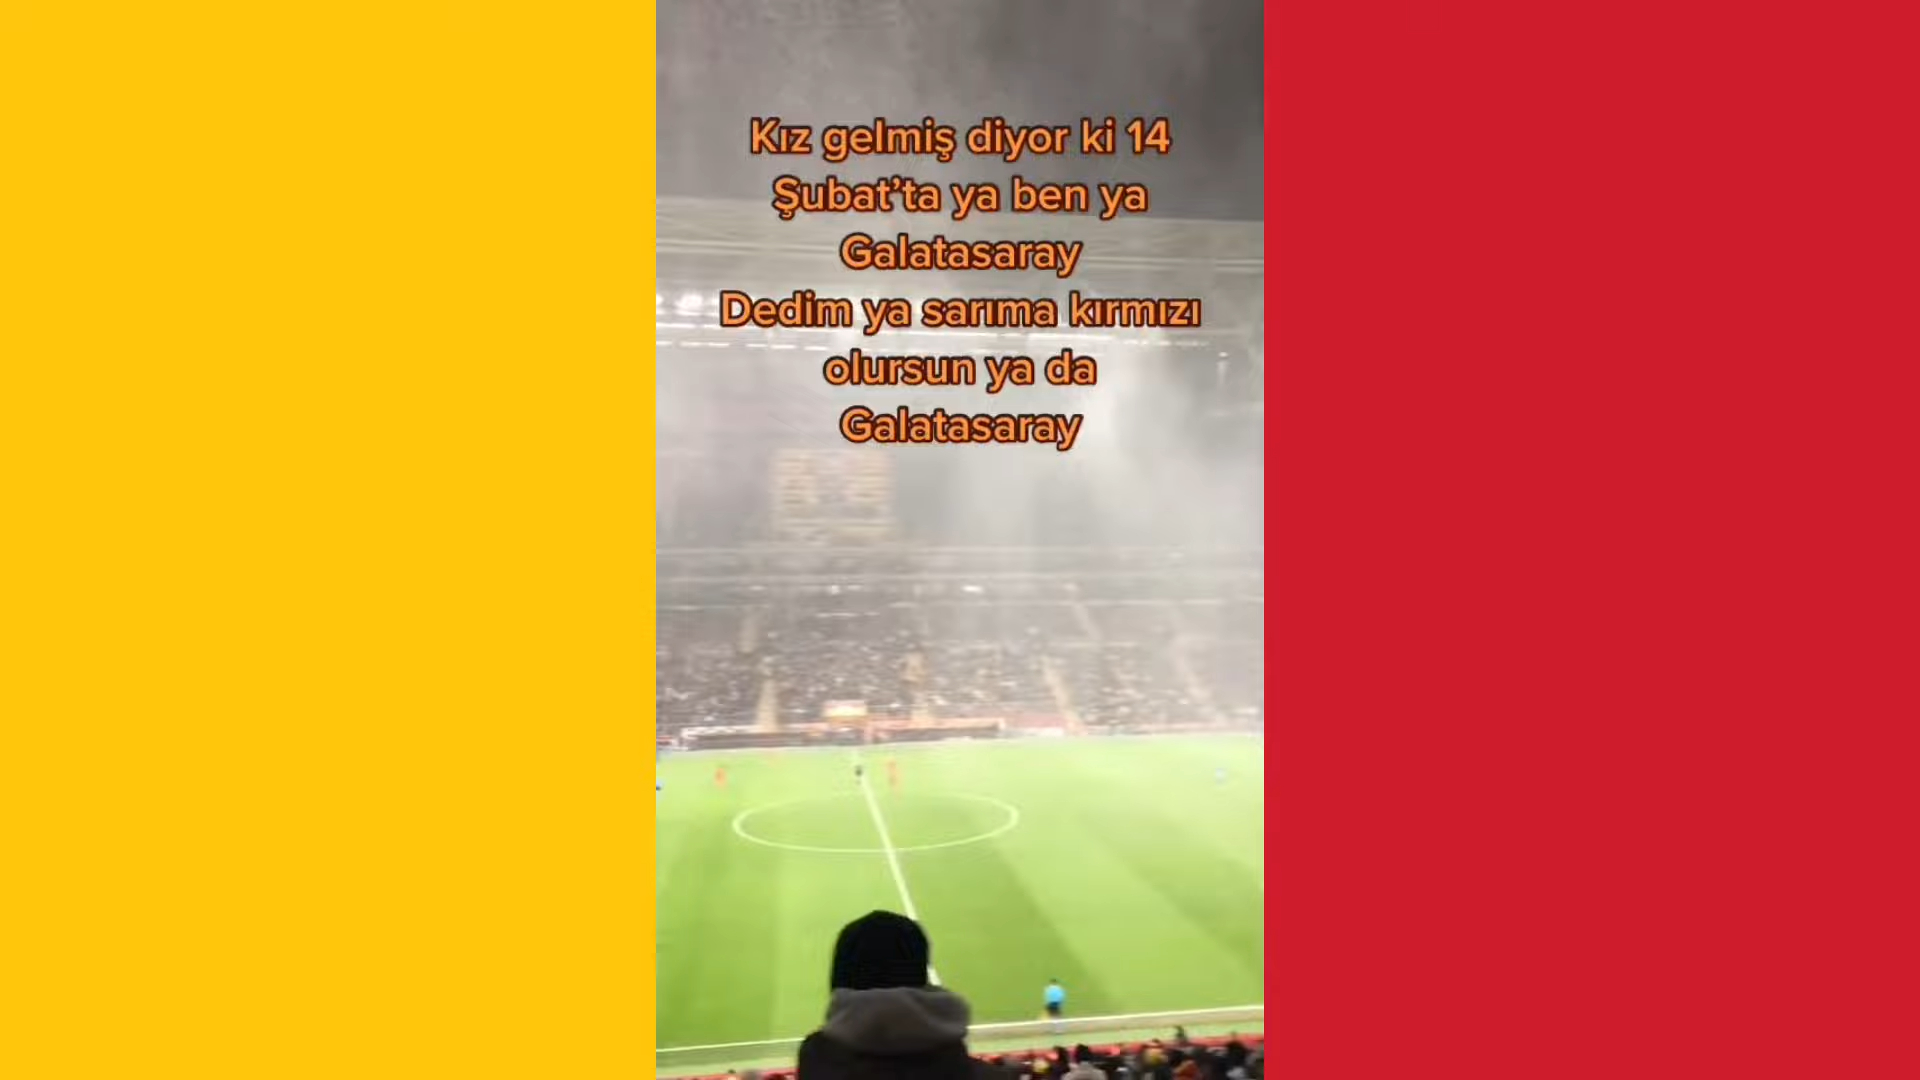 Kız gelmiş diyor ki 14
Şubat’ta ya ben ya
Galatasaray
Dedim ya sarıma kırmızı
olursun ya da
Galatasaray